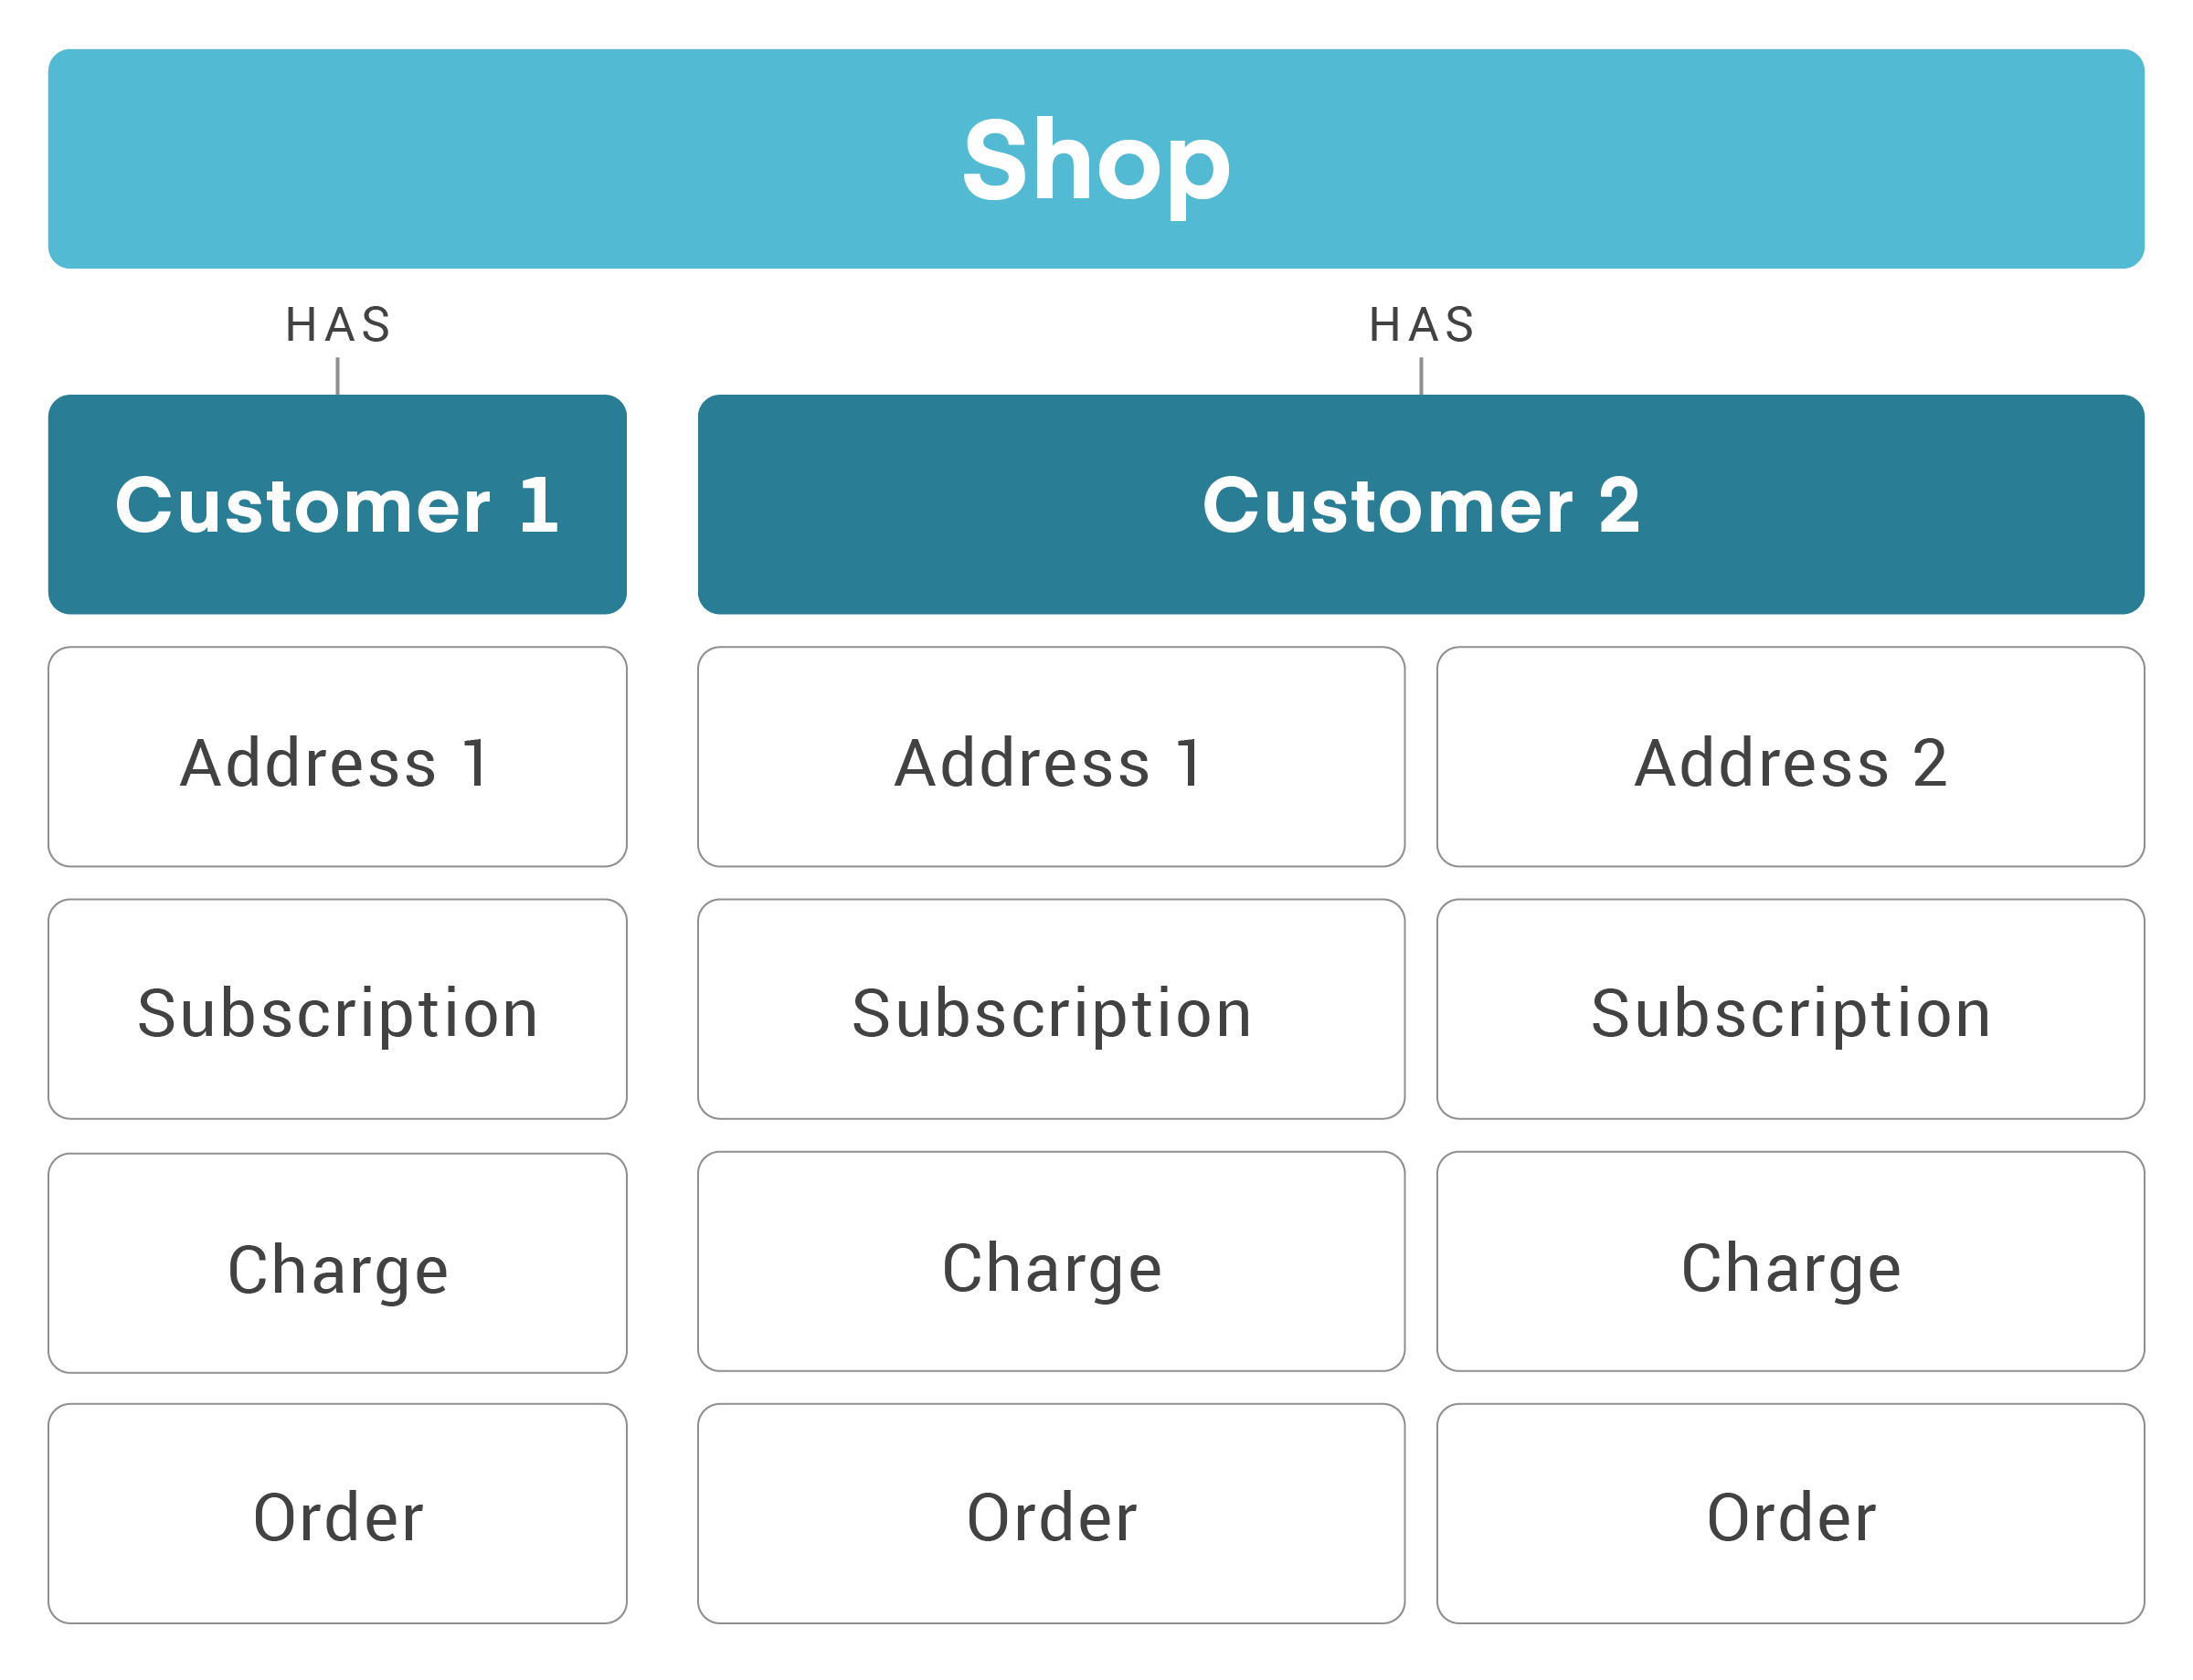 Shop
HAS
HAS
Customer 1
Customer 2
Address 1
Address 1
Address 2
Subscription
Subscription
Subscription
Charge
Charge
Charge
Order
Order
Order